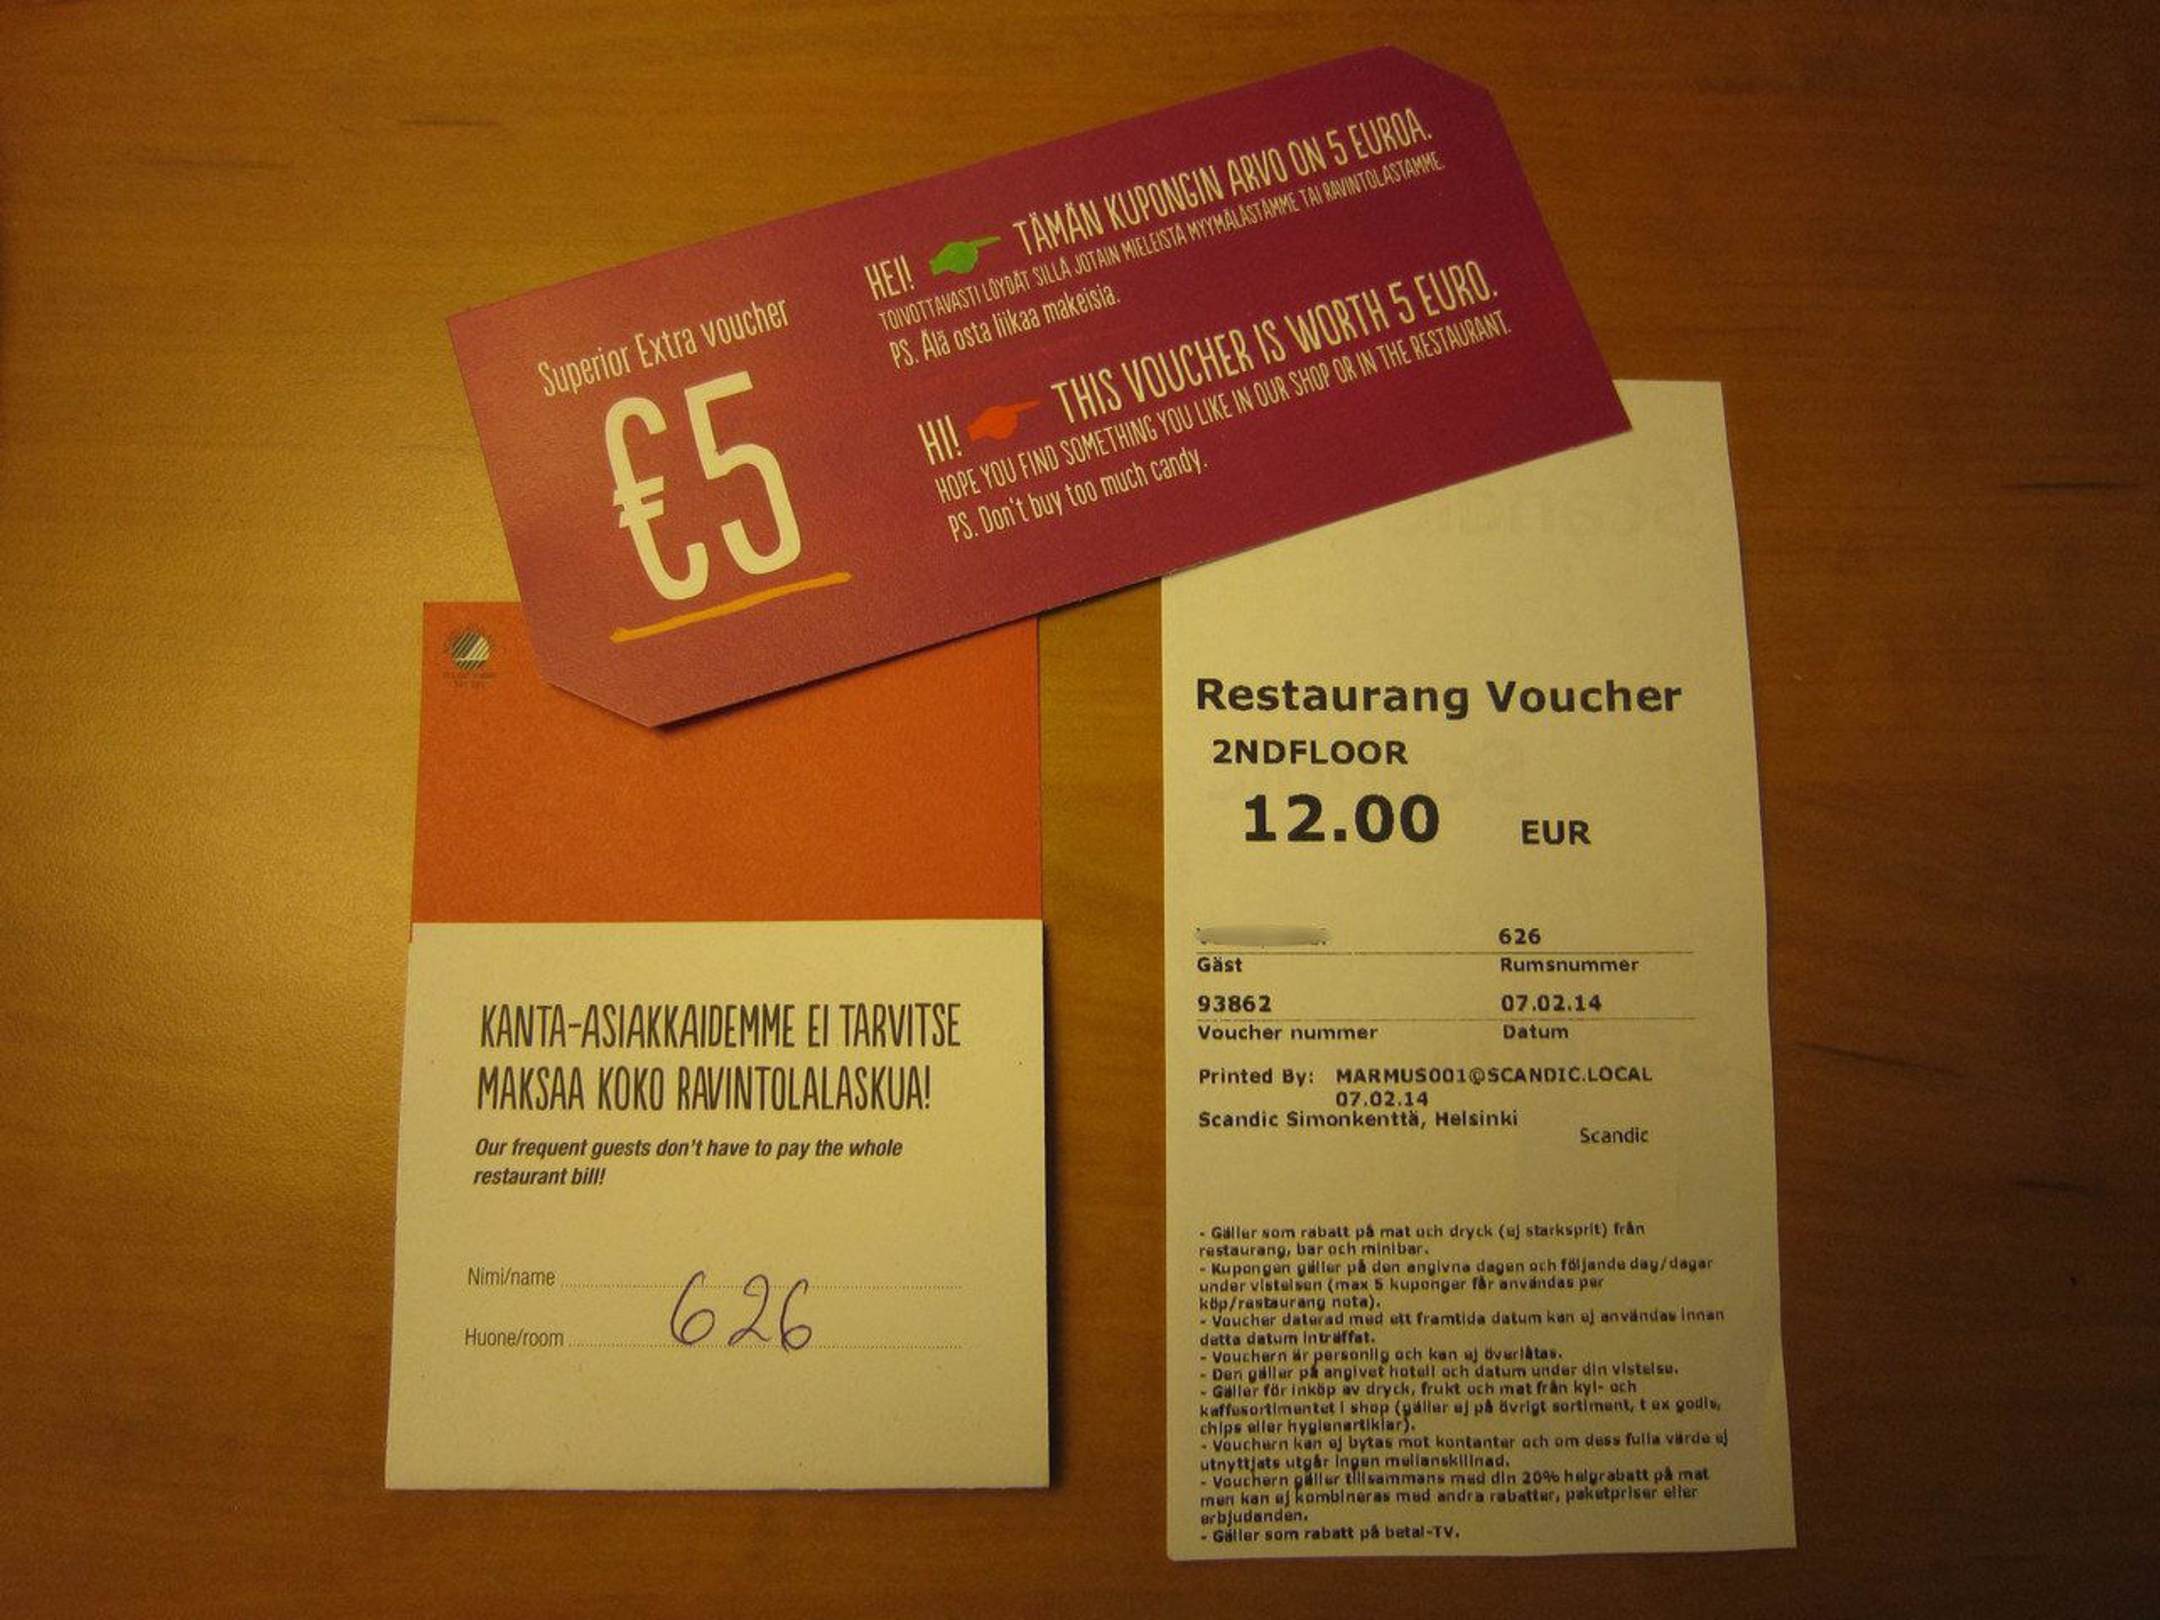 Superior Extra voucher
€5
HEI! TÄMÄN KUPONGIN ARVO ON 5 EUROA.
TOIVOTTAVASTI LÖYDÄT SILLÄ JOTAIN MIELEISTÄ MYYMÄLÄSTÄMME TAI RAVINTOLASTAMME.
PS. Älä osta liikaa makeisia.
HI! THIS VOUCHER IS WORTH 5 EURO.
HOPE YOU FIND SOMETHING YOU LIKE IN OUR SHOP OR IN THE RESTAURANT.
PS. Don't buy too much candy.
KANTA-ASIAKKAIDEMME EI TARVITSE
MAKSAA KOKO RAVINTOLALASKUA!
Our frequent guests don't have to pay the whole
restaurant bill!
Nimi/name
Huone/room 626
Restaurang Voucher
2NDFLOOR
12.00 EUR
626
Gäst Rumsnummer
93862 07.02.14
Voucher nummer Datum
Printed By: MARMUS001@SCANDIC.LOCAL
07.02.14
Scandic Simonkenttä, Helsinki
Scandic
- Gäller som rabatt på mat och dryck (ej starksprit) från
restaurang, bar och minibar.
- Kupongen gäller på den angivna dagen och följande dag/dagar
under vistelsen (max 5 kuponger får användas per
köp/restaurang nota).
- Voucher daterad med ett framtida datum kan ej användas innan
detta datum inträffat.
- Vouchern är personlig och kan ej överlåtas.
- Den gäller på angivet hotell och datum under din vistelse.
- Gäller för inköp av dryck, frukt och mat från kyl- och
kaffesortimentet i shop (gäller ej på övrigt sortiment, t ex godis,
chips eller hygienartiklar).
- Vouchern kan ej bytas mot kontanter och om dess fulla värde ej
utnyttjats utgår ingen mellanskillnad.
- Vouchern gäller tillsammans med din 20% helgrabatt på mat
men kan ej kombineras med andra rabatter, paketpriser eller
erbjudanden.
- Gäller som rabatt på betal-TV.